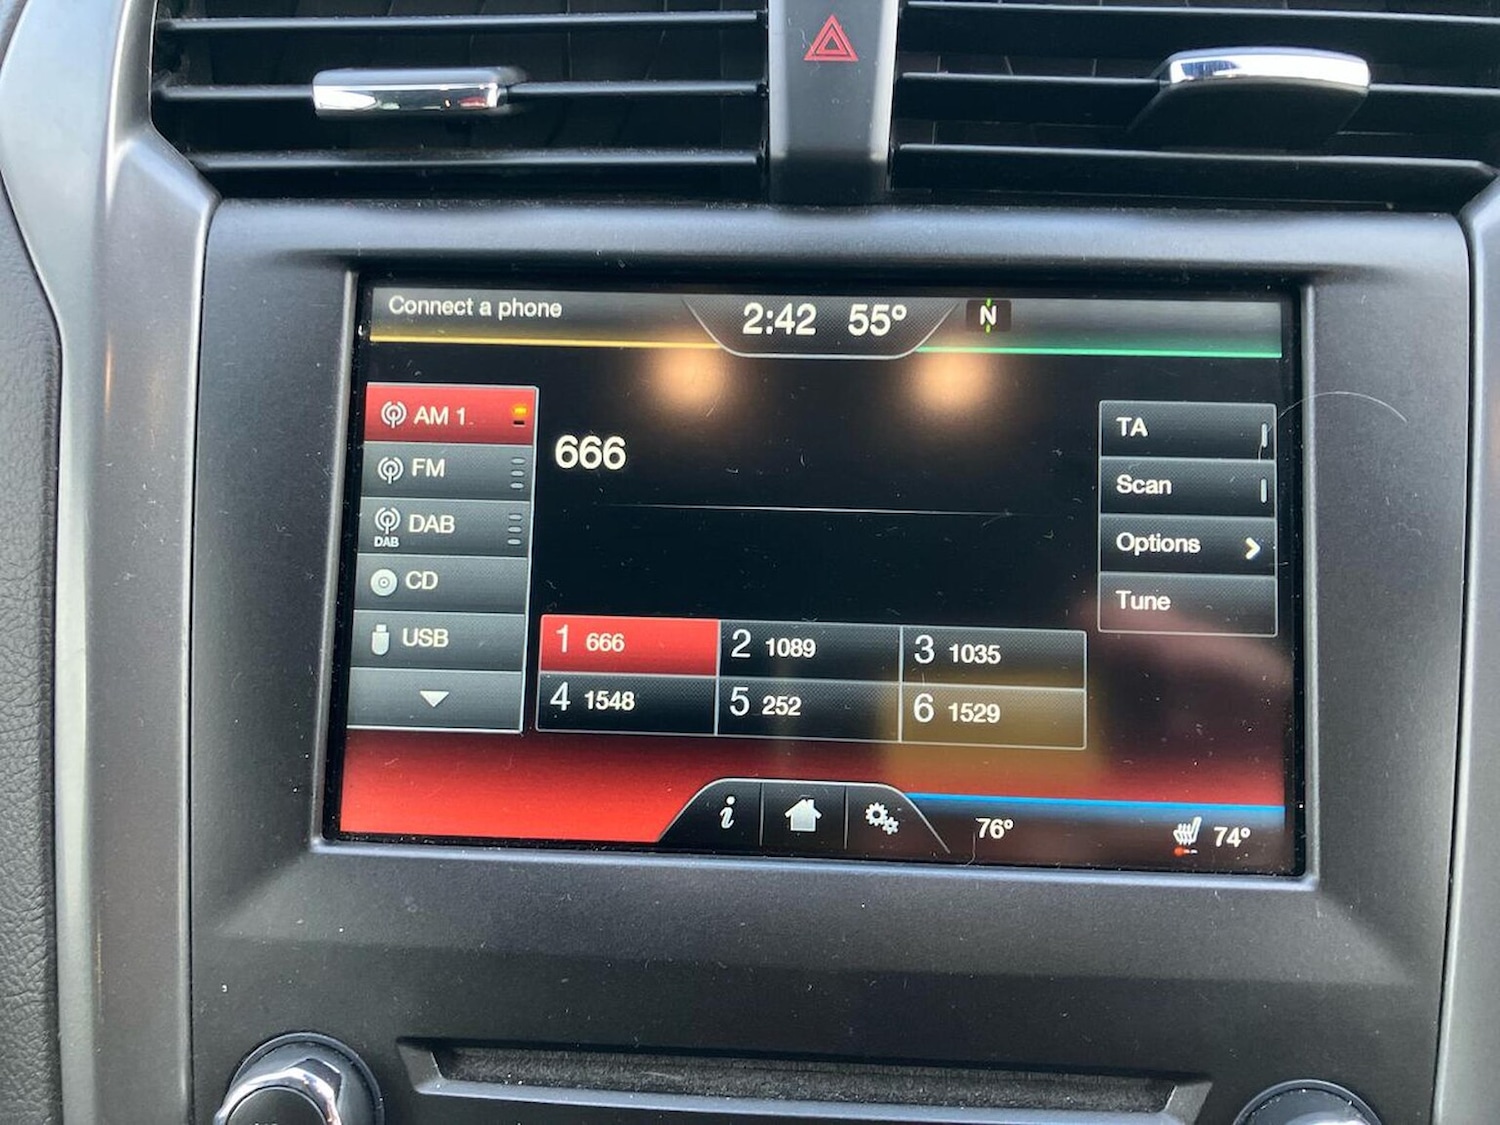 Connect a phone
2:42 55° N
AM 1
FM
DAB
DAB
CD
USB
666
TA
Scan
Options
Tune
1 666
2 1089
3 1035
4 1548
5 252
6 1529
i
76°
74°